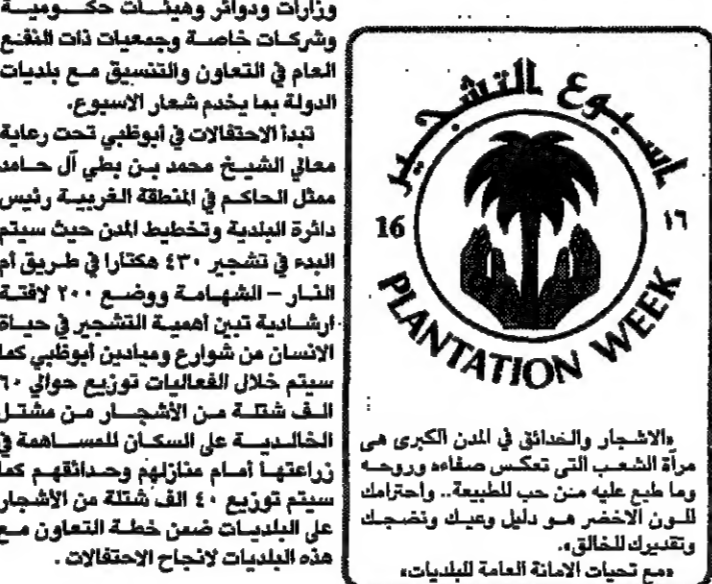 وزارات ودوائر وهيئات حكومية
وشركات خاصة وجمعيات ذات النفع
العام في التعاون والتنسيق مع بلديات
الدولة بما يخدم شعار الاسبوع.
تبدأ الاحتفالات في أبوظبي تحت رعاية
معالي الشيخ محمد بن بطي آل حامد
ممثل الحاكم في المنطقة الغربية رئيس
دائرة البلدية وتخطيط المدن حيث سيتم
البدء في تشجير ٤٣٠ هكتارا في طريق أم
النار – الشهامة ووضع ٢٠٠ لافتة
ارشادية تبين أهمية التشجير في حياة
الانسان من شوارع وميادين أبوظبي كما
سيتم خلال الفعاليات توزيع حوالي ٦٠
الف شتلة من الأشجار من مشتل
الخالدية على السكان للمساهمة في
زراعتها أمام منازلهم وحدائقهم كما
سيتم توزيع ٤٠ الف شتلة من الأشجار
على البلديات ضمن خطة التعاون مع
هذه البلديات لانجاح الاحتفالات.
اسبوع التشجير
16 ١٦
PLANTATION WEEK
«الاشجار والحدائق في المدن الكبرى هى
مرآة الشعب التى تعكس صفاءه وروحه
وما طبع عليه من حب للطبيعة.. واحترامك
للون الاخضر هو دليل وعيك ونضجك
وتقديرك للخالق».
«مع تحيات الامانة العامة للبلديات»